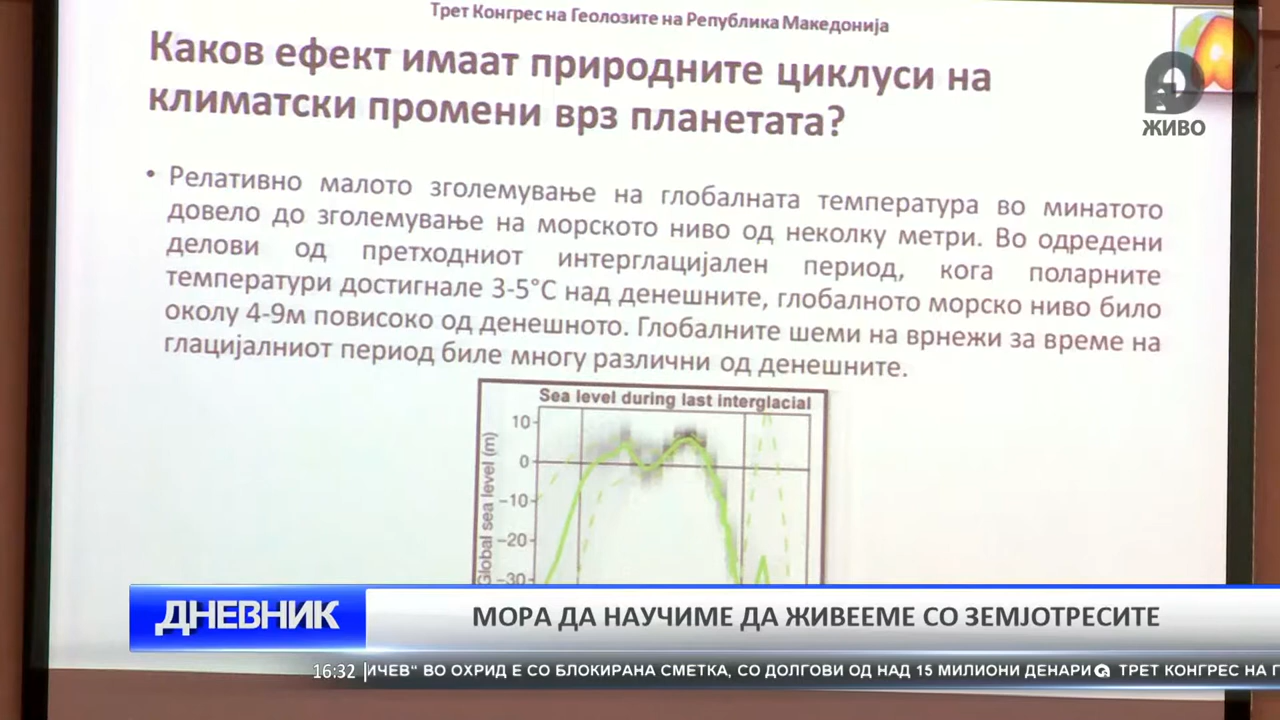 Трет Конгрес на Геолозите на Република Македонија
Каков ефект имаат природните циклуси на
климатски промени врз планетата?
ЖИВО
• Релативно малото зголемување на глобалната температура во минатото
довело до зголемување на морското ниво од неколку метри. Во одредени
делови од претходниот интерглацијален период, кога поларните
температури достигнале 3-5°C над денешните, глобалното морско ниво било
околу 4-9м повисоко од денешното. Глобалните шеми на врнежи за време на
глацијалниот период биле многу различни од денешните.
Sea level during last interglacial
Global sea level (m)
10
0
-10
-20
-30
ДНЕВНИК
МОРА ДА НАУЧИМЕ ДА ЖИВЕЕМЕ СО ЗЕМЈОТРЕСИТЕ
16:32 ИЧЕВ“ ВО ОХРИД Е СО БЛОКИРАНА СМЕТКА, СО ДОЛГОВИ ОД НАД 15 МИЛИОНИ ДЕНАРИ ТРЕТ КОНГРЕС НА Г